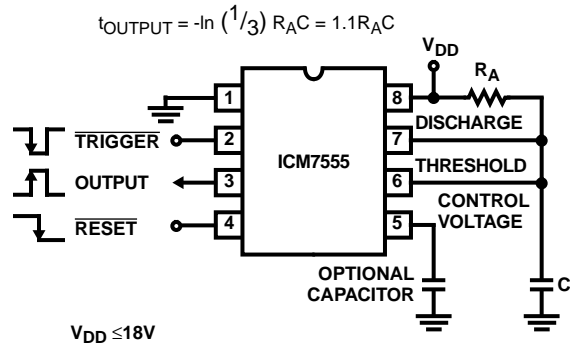 tOUTPUT = -ln (1/3) RAC = 1.1RAC
VDD
RA
1
8
DISCHARGE
TRIGGER
2
7
ICM7555
THRESHOLD
OUTPUT
3
6
CONTROL
VOLTAGE
RESET
4
5
OPTIONAL
CAPACITOR
C
VDD ≤18V